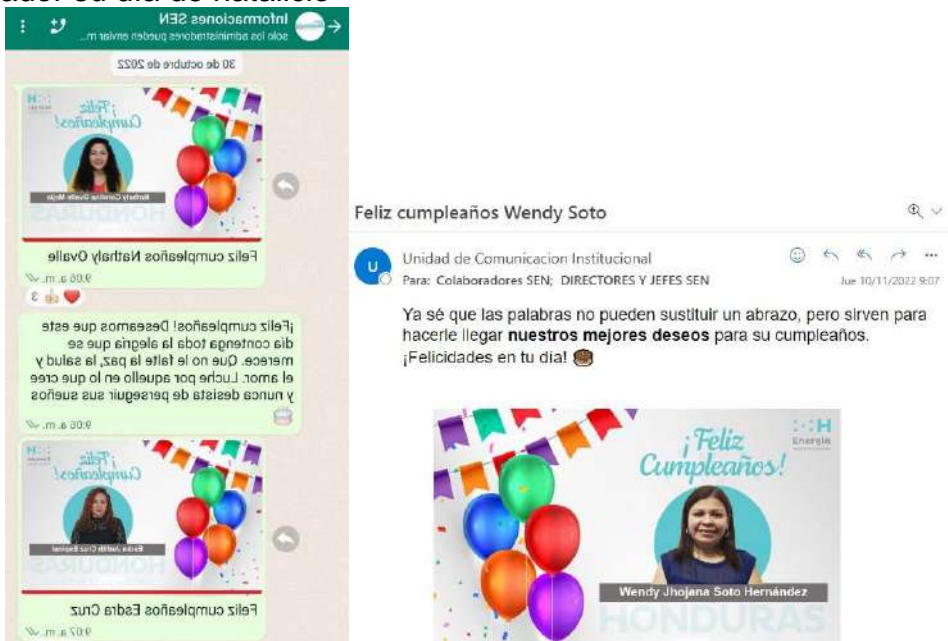 Informaciones SEN
solo los administradores pueden enviar m...
30 de octubre de 2022
¡Feliz
Cumpleaños!
HONDURAS
Feliz cumpleaños Nathaly Ovalle
9:06 a. m.
3
¡Feliz cumpleaños! Deseamos que este
día contenga toda la alegría que se
merece. Que no le falte la paz, la salud y
el amor. Luche por aquello en lo que cree
y nunca desista de perseguir sus sueños
9:06 a. m.
¡Feliz
Cumpleaños!
Esdra Judith Cruz Espinal
HONDURAS
Feliz cumpleaños Esdra Cruz
9:07 a. m.
Feliz cumpleaños Wendy Soto
U
Unidad de Comunicacion Institucional
Para: Colaboradores SEN; DIRECTORES Y JEFES SEN
Jue 10/11/2022 9:07
Ya sé que las palabras no pueden sustituir un abrazo, pero sirven para
hacerle llegar nuestros mejores deseos para su cumpleaños.
¡Felicidades en tu día!
¡Feliz
Cumpleaños!
H
Energía
Wendy Jhojana Soto Hernández
HONDURAS